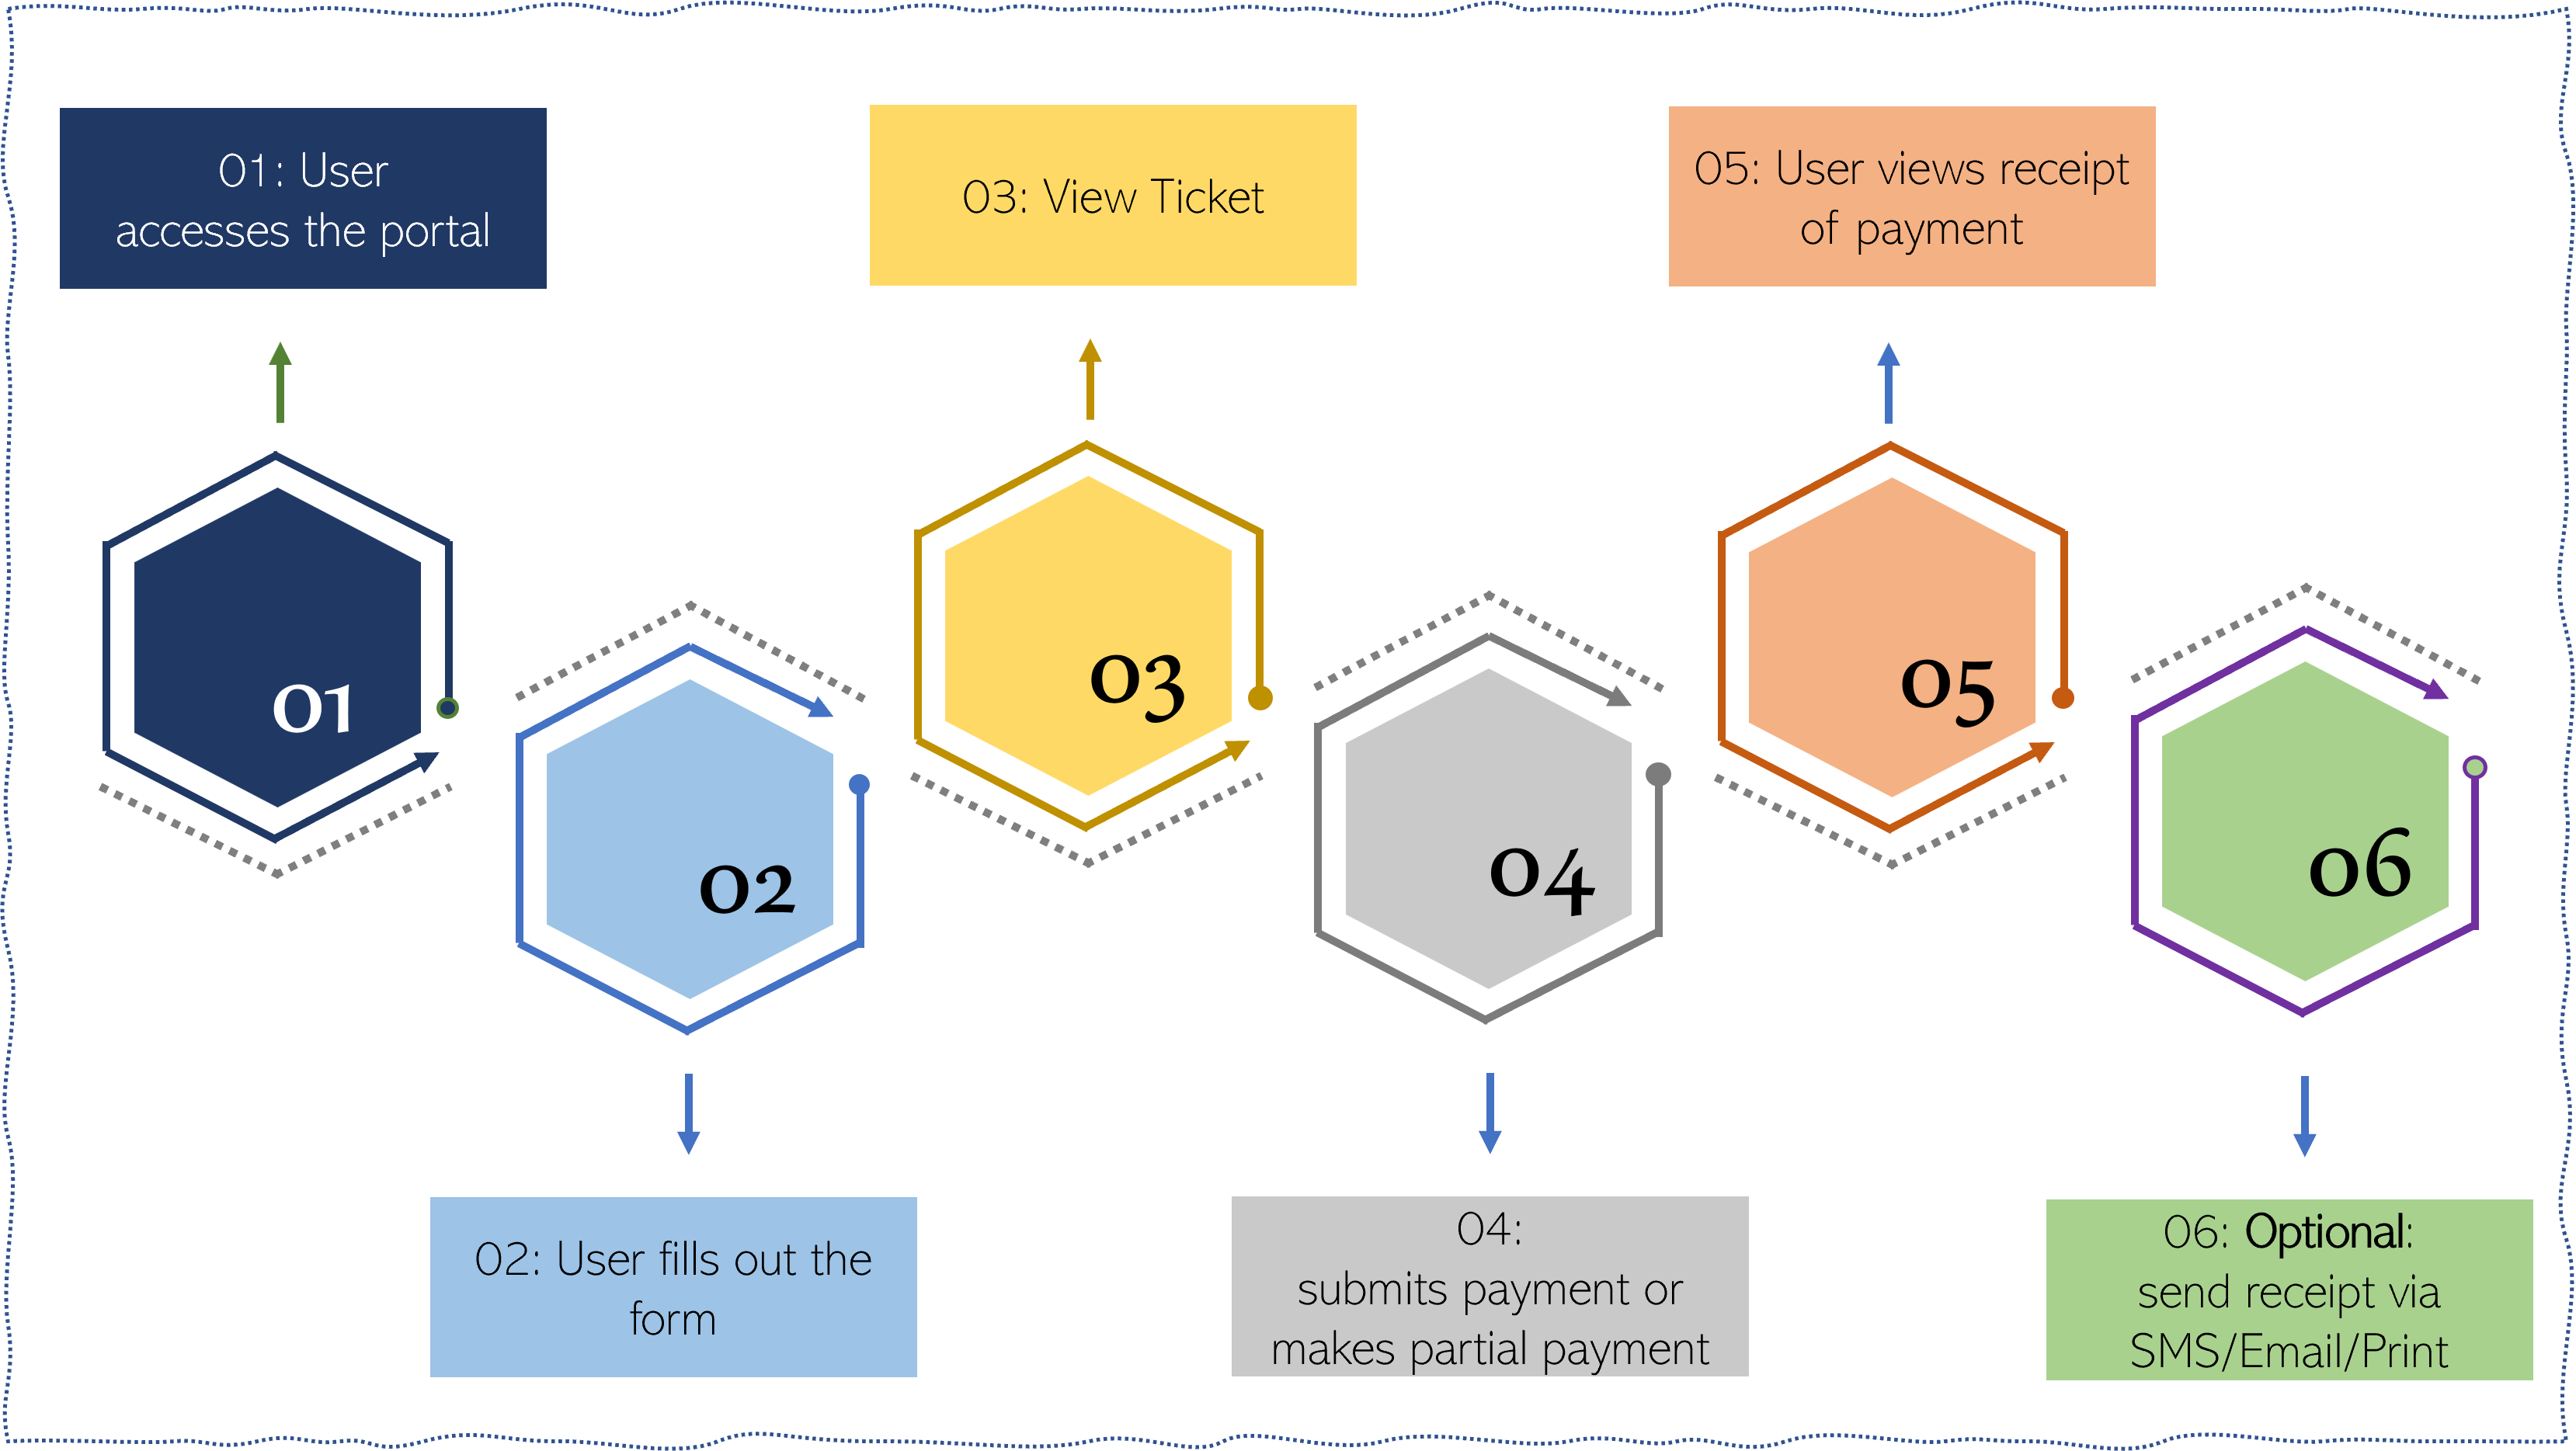 01: User
accesses the portal
03: View Ticket
05: User views receipt
of payment
01
02
03
04
05
06
02: User fills out the
form
04:
submits payment or
makes partial payment
06: Optional:
send receipt via
SMS/Email/Print